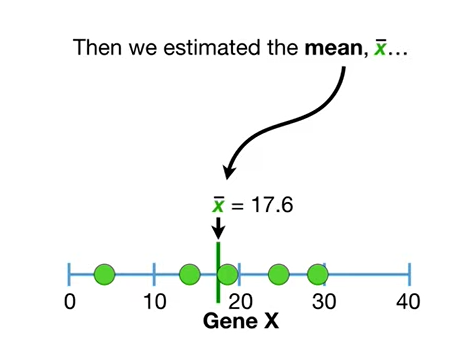 Then we estimated the mean, x̄…
x̄ = 17.6
0 10 20 30 40
Gene X